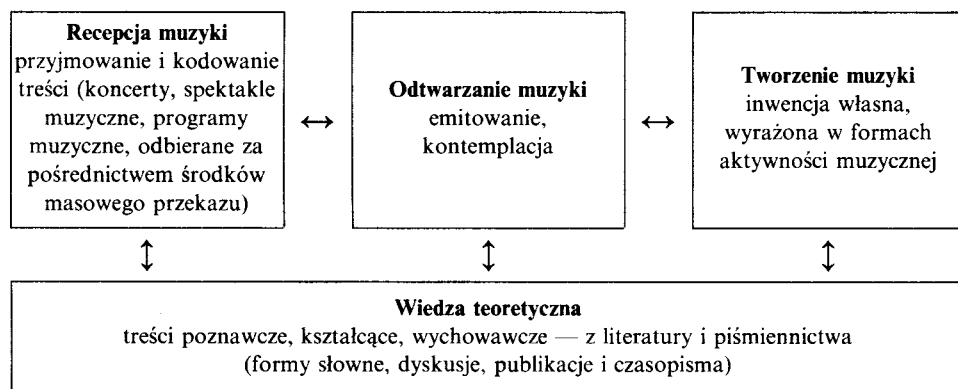 Recepcja muzyki
przyjmowanie i kodowanie
treści (koncerty, spektakle
muzyczne, programy
muzyczne, odbierane za
pośrednictwem środków
masowego przekazu)
Odtwarzanie muzyki
emitowanie,
kontemplacja
Tworzenie muzyki
inwencja własna,
wyrażona w formach
aktywności muzycznej
Wiedza teoretyczna
treści poznawcze, kształcące, wychowawcze — z literatury i piśmiennictwa
(formy słowne, dyskusje, publikacje i czasopisma)